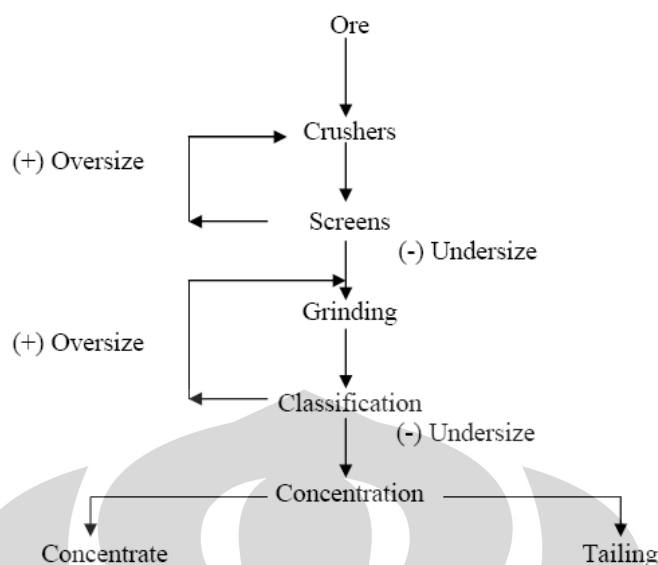 Ore
Crushers
(+) Oversize
Screens
(-) Undersize
Grinding
(+) Oversize
Classification
(-) Undersize
Concentration
Concentrate
Tailing